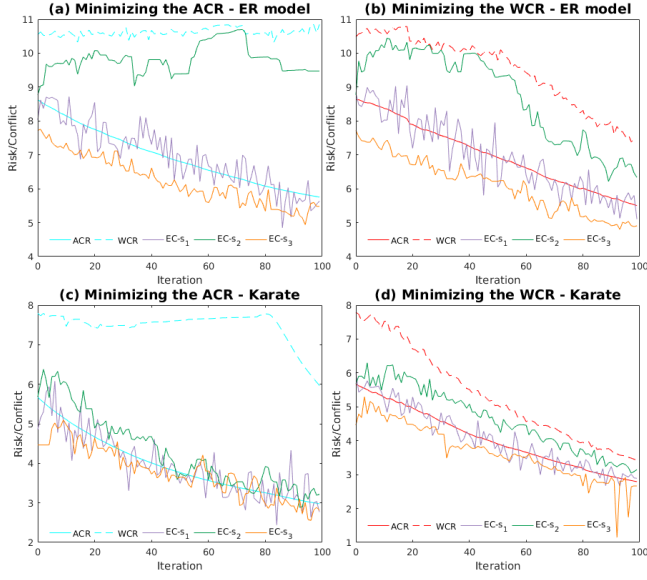 (a) Minimizing the ACR - ER model
(b) Minimizing the WCR - ER model
11
10
9
8
7
6
5
4
Risk/Conflict
0 20 40 60 80 100
Iteration
ACR WCR EC-s1 EC-s2 EC-s3
11
10
9
8
7
6
5
4
Risk/Conflict
0 20 40 60 80 100
Iteration
ACR WCR EC-s1 EC-s2 EC-s3
(c) Minimizing the ACR - Karate
(d) Minimizing the WCR - Karate
8
7
6
5
4
3
2
Risk/Conflict
0 20 40 60 80 100
Iteration
ACR WCR EC-s1 EC-s2 EC-s3
8
7
6
5
4
3
2
1
Risk/Conflict
0 20 40 60 80 100
Iteration
ACR WCR EC-s1 EC-s2 EC-s3